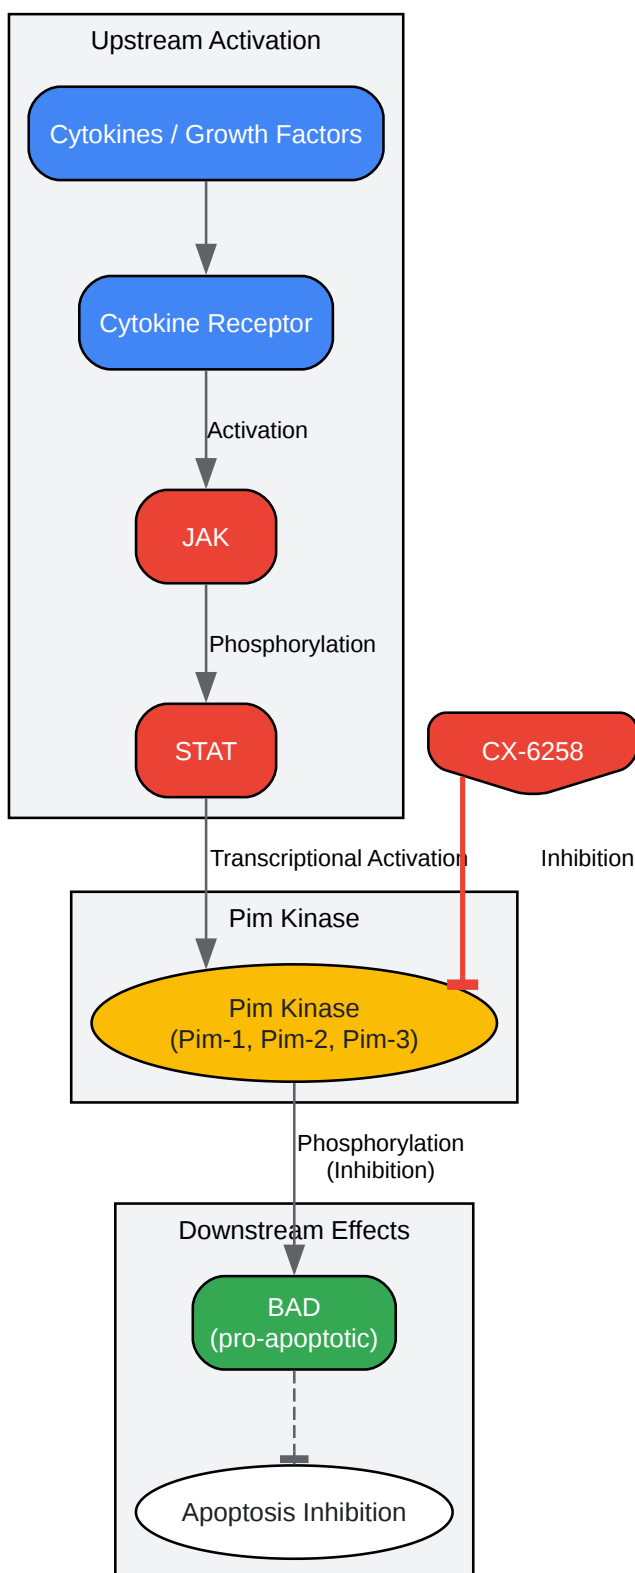 Upstream Activation
Cytokines / Growth Factors
Cytokine Receptor
Activation
JAK
Phosphorylation
STAT
CX-6258
Transcriptional Activation
Inhibition
Pim Kinase
Pim Kinase
(Pim-1, Pim-2, Pim-3)
Phosphorylation
(Inhibition)
Downstream Effects
BAD
(pro-apoptotic)
Apoptosis Inhibition